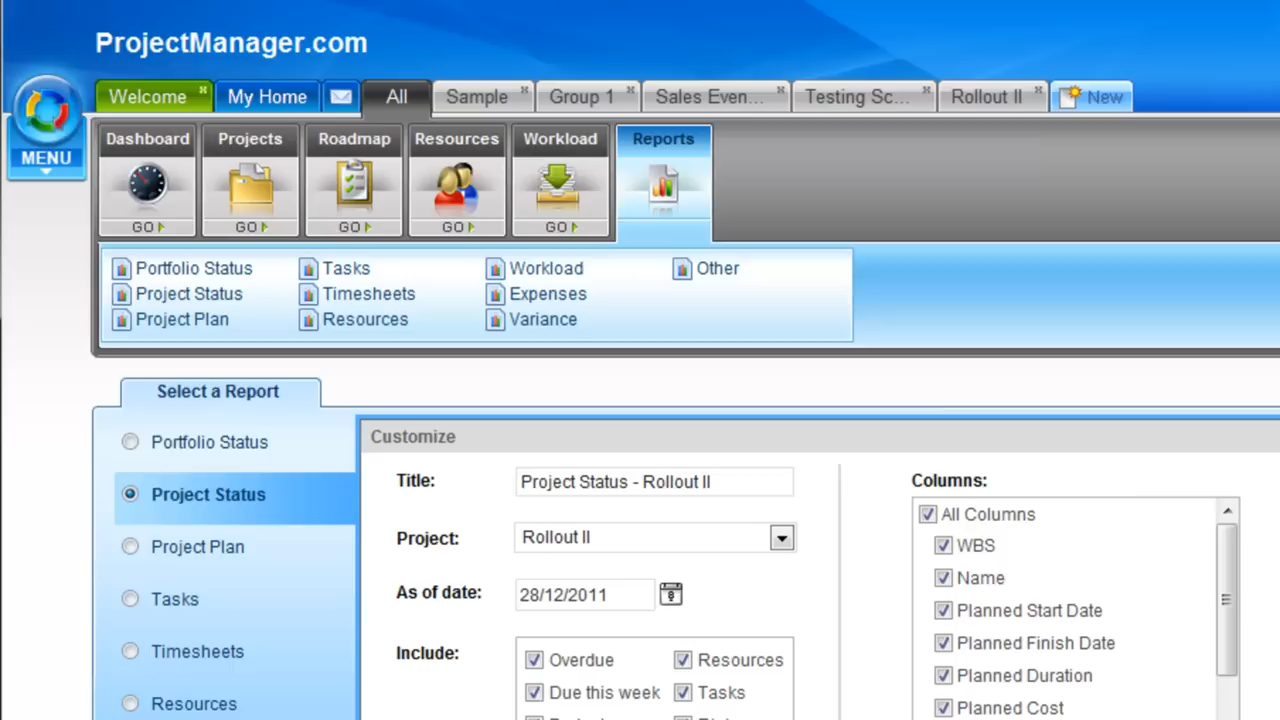 ProjectManager.com
Welcome My Home All Sample Group 1 Sales Even... Testing Sc... Rollout II New
MENU
Dashboard Projects Roadmap Resources Workload Reports
GO GO GO GO GO
Portfolio Status Tasks Workload Other
Project Status Timesheets Expenses
Project Plan Resources Variance
Select a Report
Customize
Portfolio Status
Title: Project Status - Rollout II Columns:
Project Status
All Columns
Project: Rollout II
WBS
Project Plan
Name
As of date: 28/12/2011
Tasks
Planned Start Date
Include:
Planned Finish Date
Timesheets
Overdue Resources
Planned Duration
Due this week Tasks
Resources
Planned Cost